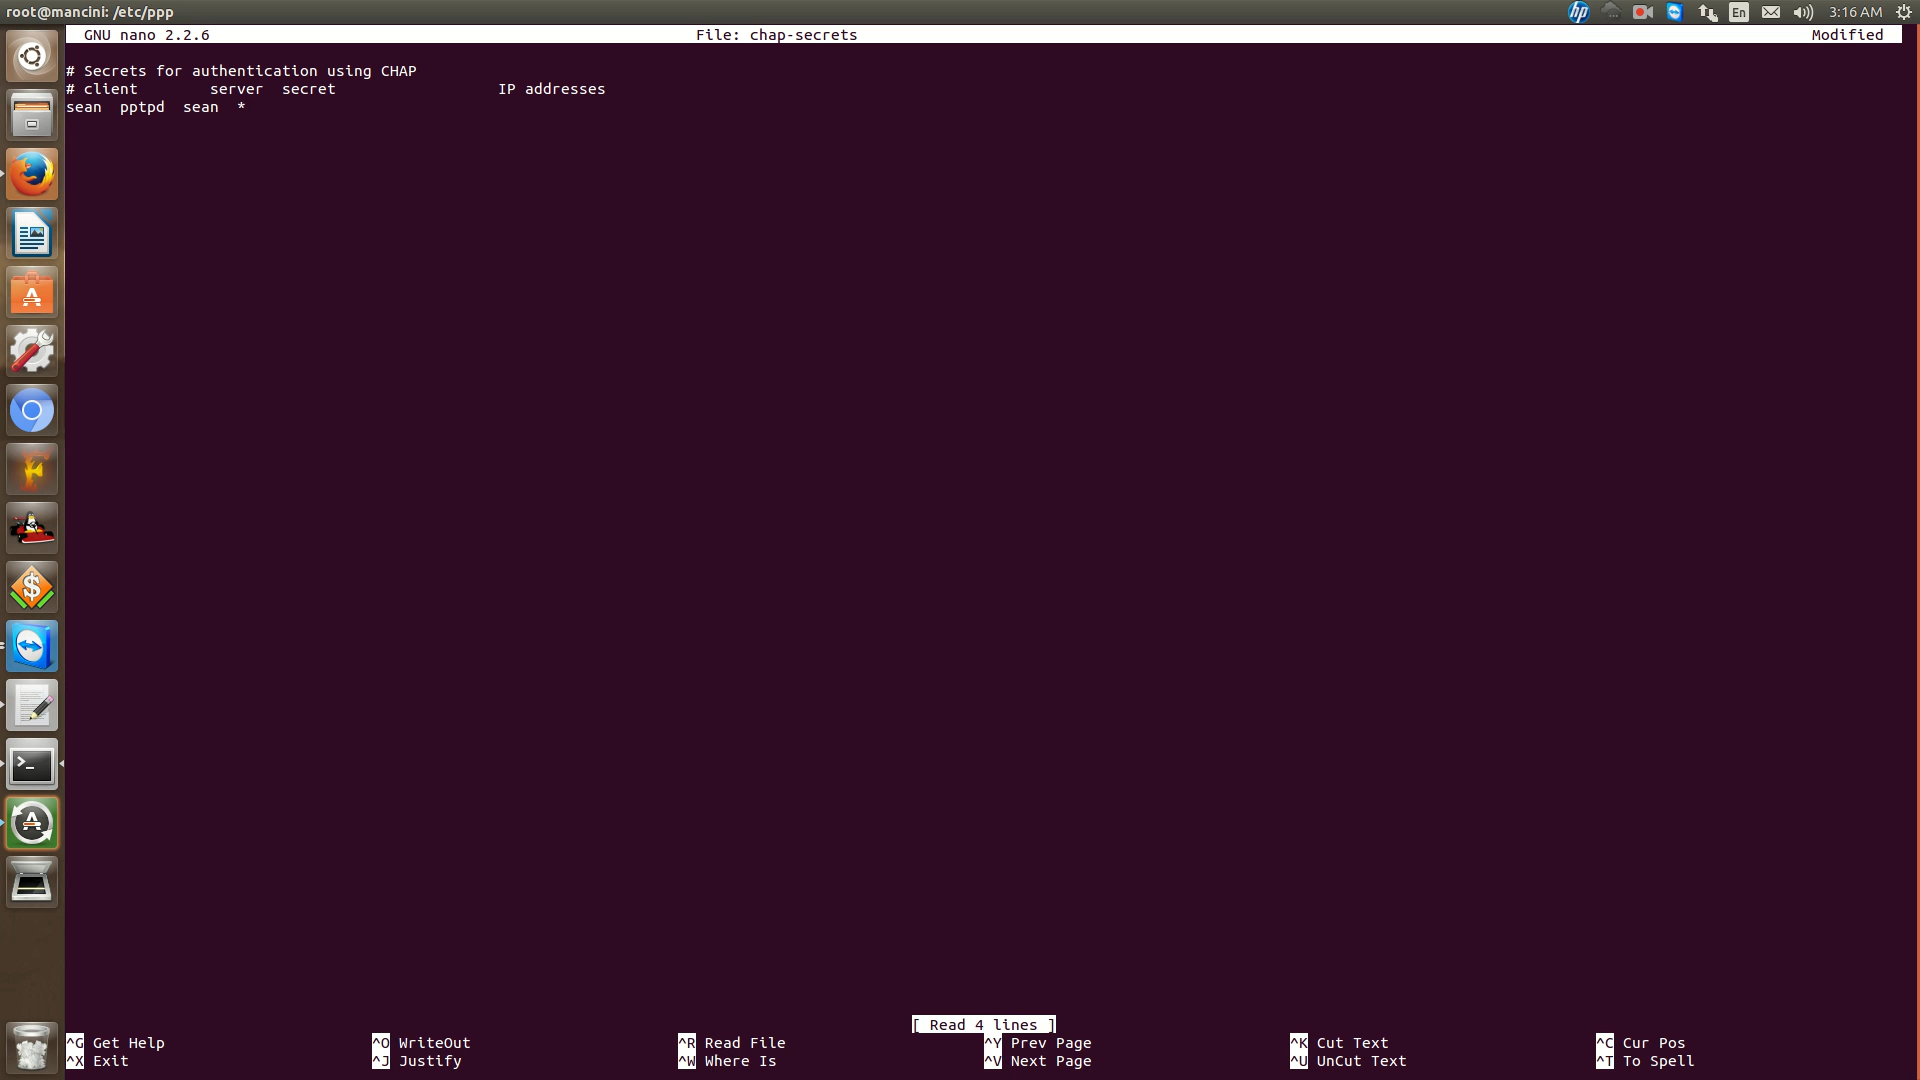 root@mancini: /etc/ppp
En 3:16 AM
GNU nano 2.2.6 File: chap-secrets Modified
# Secrets for authentication using CHAP
# client server secret IP addresses
sean pptpd sean *
[ Read 4 lines ]
^G Get Help ^O WriteOut ^R Read File ^Y Prev Page ^K Cut Text ^C Cur Pos
^X Exit ^J Justify ^W Where Is ^V Next Page ^U UnCut Text ^T To Spell